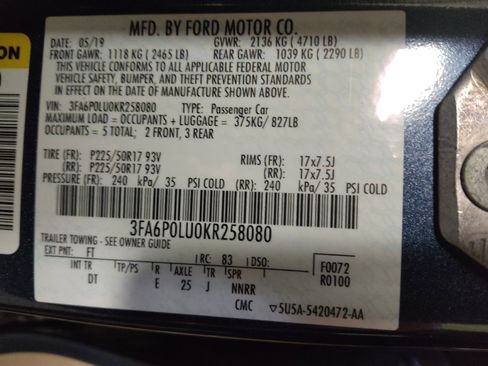 MFD. BY FORD MOTOR CO.
DATE: 05/19 GVWR: 2136 KG ( 4710 LB)
FRONT GAWR: 1118 KG ( 2465 LB) REAR GAWR: 1039 KG ( 2290 LB)
THIS VEHICLE CONFORMS TO ALL APPLICABLE FEDERAL MOTOR
VEHICLE SAFETY, BUMPER, AND THEFT PREVENTION STANDARDS
IN EFFECT ON THE DATE OF MANUFACTURE SHOWN ABOVE.
VIN: 3FA6P0LU0KR258080 TYPE: Passenger Car
MAXIMUM LOAD = OCCUPANTS + LUGGAGE = 375KG/ 827LB
OCCUPANTS = 5 TOTAL; 2 FRONT, 3 REAR
TIRE (FR): P225/50R17 93V RIMS (FR): 17x7.5J
(RR): P225/50R17 93V (RR): 17x7.5J
PRESSURE (FR): 240 kPa/ 35 PSI COLD (RR): 240 kPa/ 35 PSI COLD
3FA6P0LU0KR258080
TRAILER TOWING - SEE OWNER GUIDE
EXT PNT: FT RC: 83 DSO: F0072
INT TR TP/PS R AXLE TR SPR R0100
DT E 25 J NNRR
CMC ▽5U5A-5420472-AA